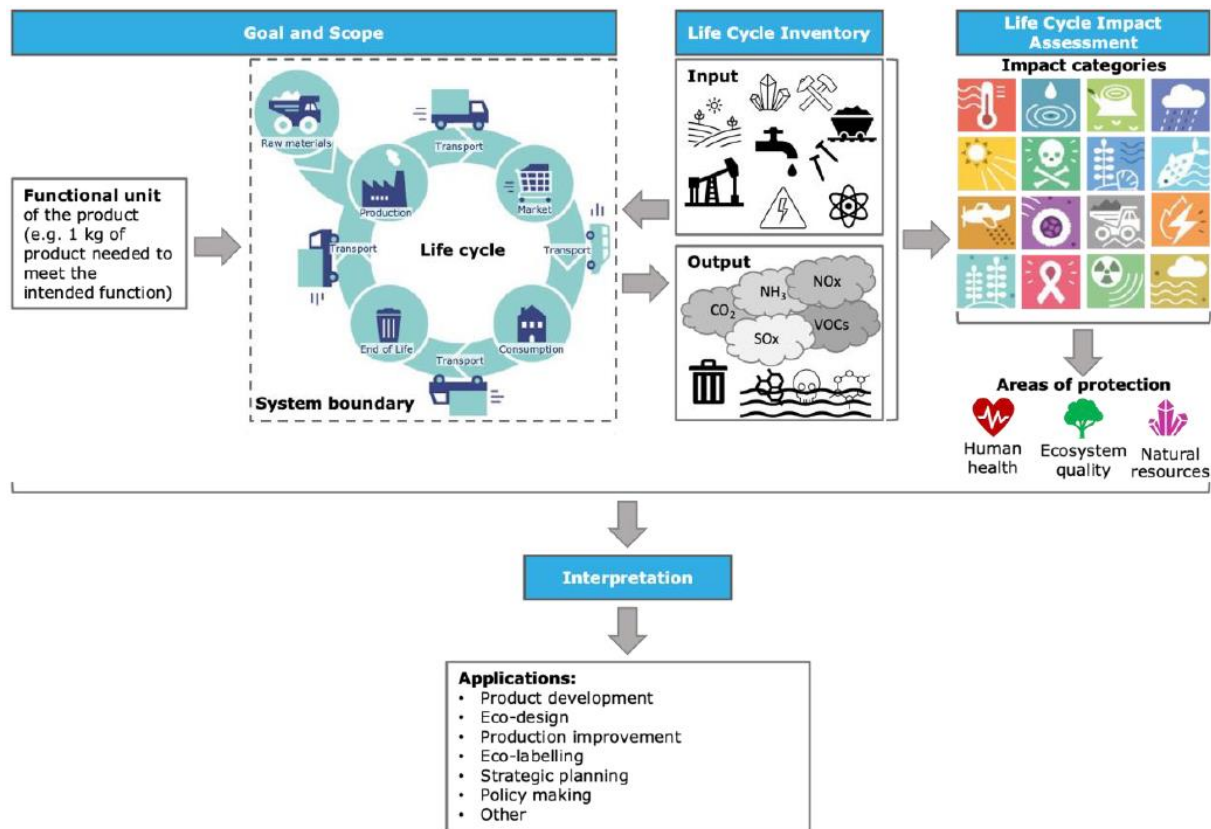 Goal and Scope
Life Cycle Inventory
Life Cycle Impact
Assessment
Functional unit
of the product
(e.g. 1 kg of
product needed to
meet the
intended function)
Raw materials
Transport
Production
Market
Transport
Life cycle
Transport
End of Life
Consumption
Transport
System boundary
Input
Output
CO2
NH3
NOx
SOx
VOCs
Impact categories
Areas of protection
Human
health
Ecosystem
quality
Natural
resources
Interpretation
Applications:
• Product development
• Eco-design
• Production improvement
• Eco-labelling
• Strategic planning
• Policy making
• Other